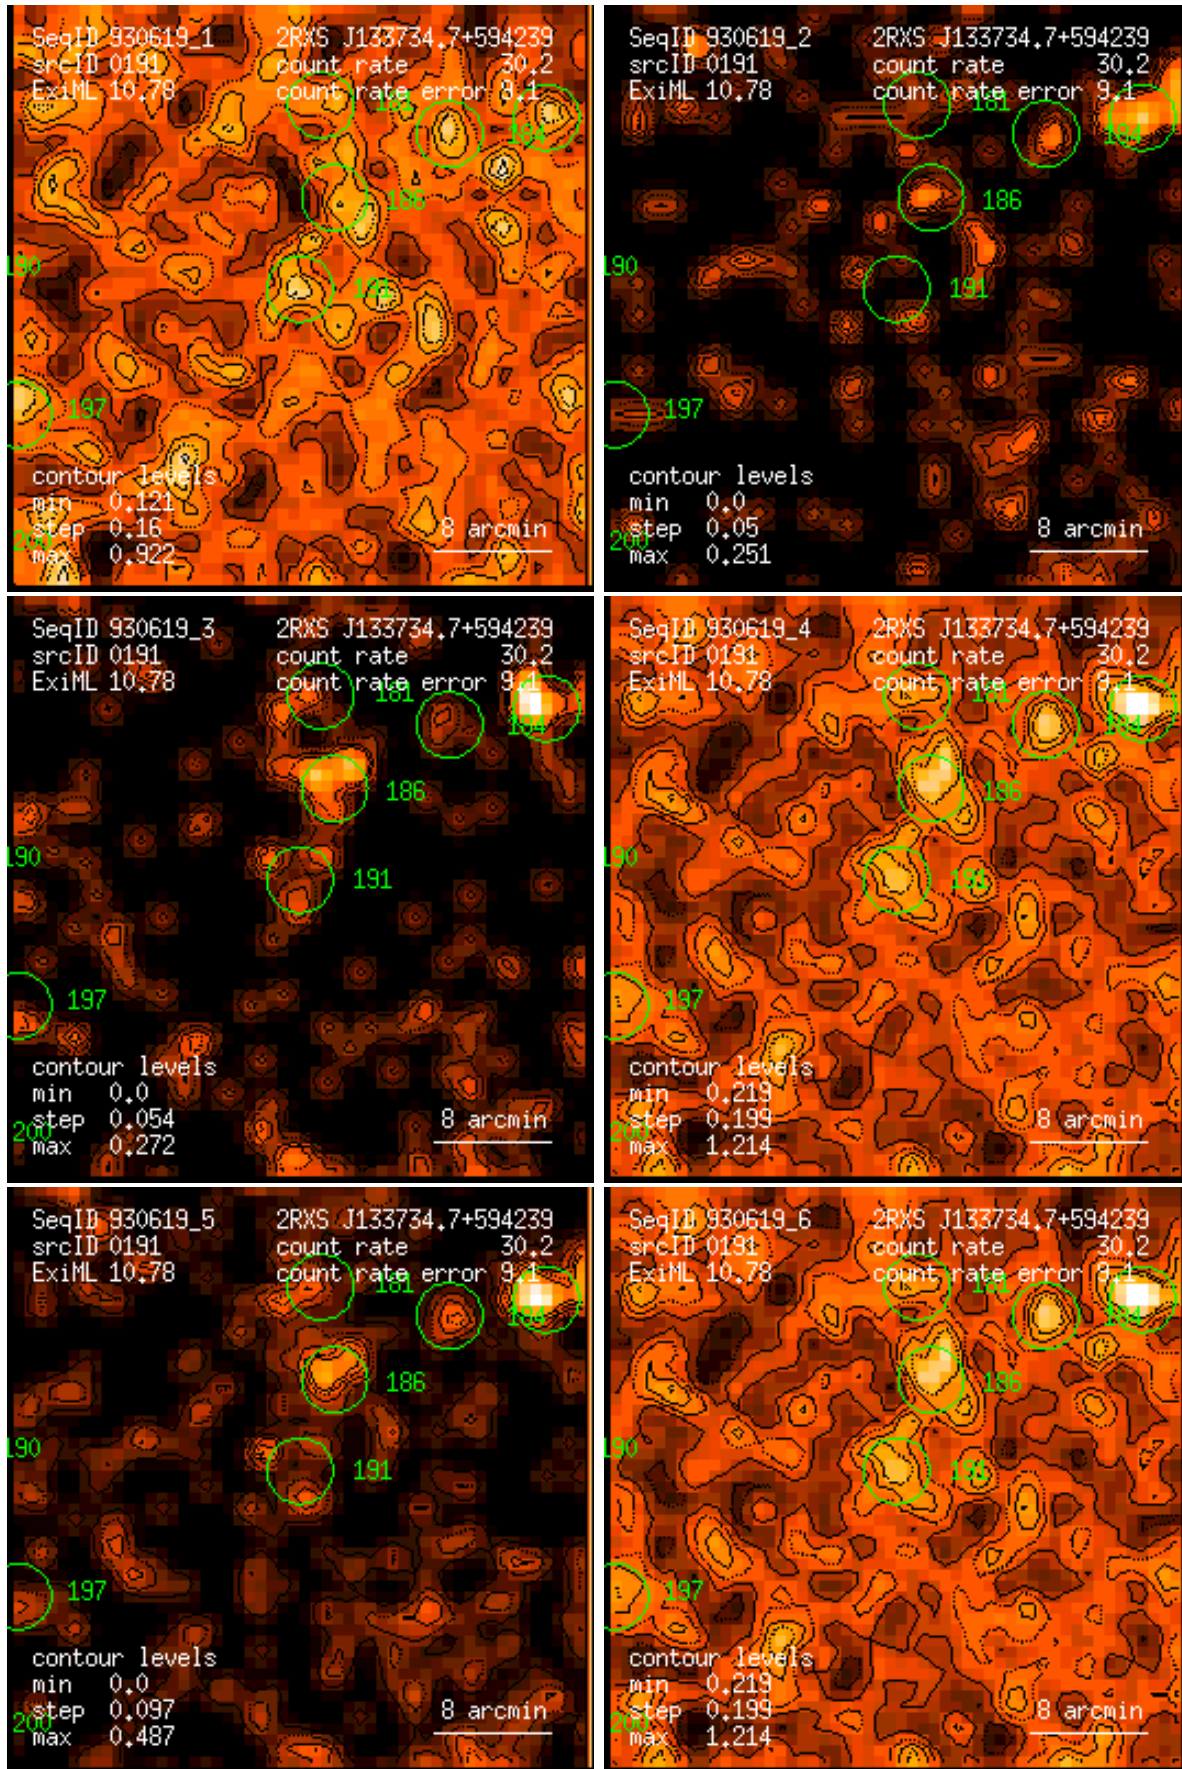 SeqID 930619_1 2RXS J133734.7+594239
srcID 0191 count rate 30.2
ExiML 10.78 count rate error 9.1
181
184
186
190
191
197
contour levels
min 0.121
step 0.16 8 arcmin
200
max 0.922
SeqID 930619_2 2RXS J133734.7+594239
srcID 0191 count rate 30.2
ExiML 10.78 count rate error 9.1
181
184
186
190
191
197
contour levels
min 0.0
step 0.05 8 arcmin
200
max 0.251
SeqID 930619_3 2RXS J133734.7+594239
srcID 0191 count rate 30.2
ExiML 10.78 count rate error 9.1
181
184
186
190
191
197
contour levels
min 0.0
step 0.054 8 arcmin
200
max 0.272
SeqID 930619_4 2RXS J133734.7+594239
srcID 0191 count rate 30.2
ExiML 10.78 count rate error 9.1
181
184
186
190
191
197
contour levels
min 0.219
step 0.199 8 arcmin
200
max 1.214
SeqID 930619_5 2RXS J133734.7+594239
srcID 0191 count rate 30.2
ExiML 10.78 count rate error 9.1
181
184
186
190
191
197
contour levels
min 0.0
step 0.097 8 arcmin
200
max 0.487
SeqID 930619_6 2RXS J133734.7+594239
srcID 0191 count rate 30.2
ExiML 10.78 count rate error 9.1
181
184
186
190
191
197
contour levels
min 0.219
step 0.199 8 arcmin
200
max 1.214